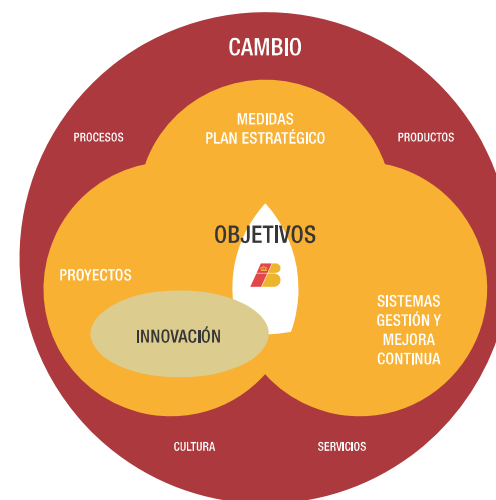 CAMBIO
MEDIDAS
PLAN ESTRATÉGICO
PROCESOS
PRODUCTOS
OBJETIVOS
PROYECTOS
SISTEMAS
GESTIÓN Y
MEJORA
CONTINUA
INNOVACIÓN
CULTURA
SERVICIOS